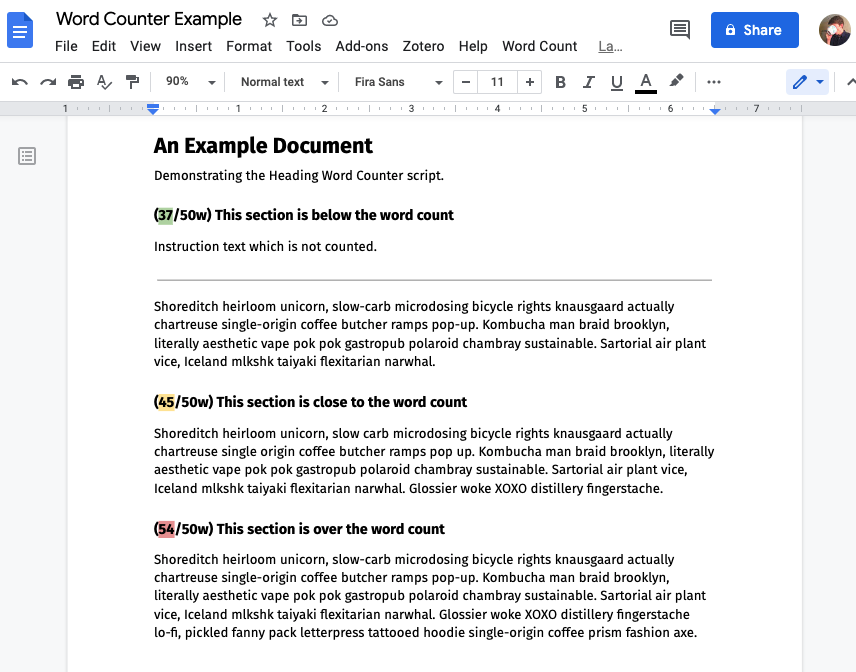 Word Counter Example
File Edit View Insert Format Tools Add-ons Zotero Help Word Count La...
Share
90% Normal text Fira Sans − 11 + B I U A
1 1 2 3 4 5 6 7
An Example Document
Demonstrating the Heading Word Counter script.
(37/50w) This section is below the word count
Instruction text which is not counted.
Shoreditch heirloom unicorn, slow-carb microdosing bicycle rights knausgaard actually
chartreuse single-origin coffee butcher ramps pop-up. Kombucha man braid brooklyn,
literally aesthetic vape pok pok gastropub polaroid chambray sustainable. Sartorial air plant
vice, Iceland mlkshk taiyaki flexitarian narwhal.
(45/50w) This section is close to the word count
Shoreditch heirloom unicorn, slow carb microdosing bicycle rights knausgaard actually
chartreuse single origin coffee butcher ramps pop up. Kombucha man braid brooklyn, literally
aesthetic vape pok pok gastropub polaroid chambray sustainable. Sartorial air plant vice,
Iceland mlkshk taiyaki flexitarian narwhal. Glossier woke XOXO distillery fingerstache.
(54/50w) This section is over the word count
Shoreditch heirloom unicorn, slow-carb microdosing bicycle rights knausgaard actually
chartreuse single-origin coffee butcher ramps pop-up. Kombucha man braid brooklyn,
literally aesthetic vape pok pok gastropub polaroid chambray sustainable. Sartorial air plant
vice, Iceland mlkshk taiyaki flexitarian narwhal. Glossier woke XOXO distillery fingerstache
lo-fi, pickled fanny pack letterpress tattooed hoodie single-origin coffee prism fashion axe.